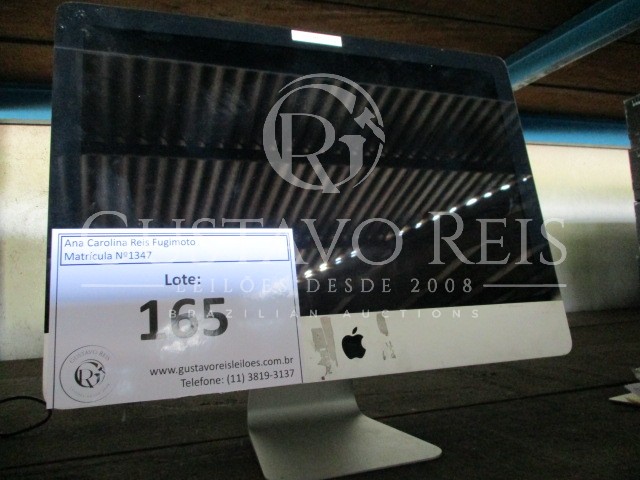 GUSTAVO REIS
LEILÕES DESDE 2008
BRAZILIAN AUCTIONS
Ana Carolina Reis Fugimoto
Matrícula Nº1347
Lote:
165
www.gustavoreisleiloes.com.br
Telefone: (11) 3819-3137